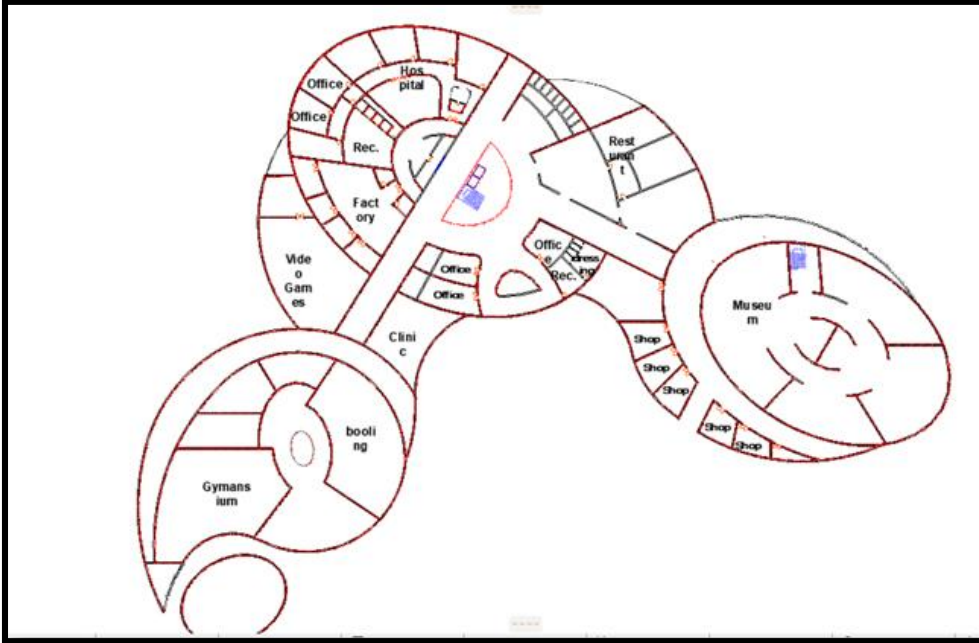 Hos
pital
Office
Office
Rec.
Fact
ory
Vide
o
Gam
es
Rest
uran
t
Offic
e
dress
ing
Rec.
Office
Office
Clini
c
Museu
m
Shop
Shop
Shop
Shop
Shop
booli
ng
Gymans
ium